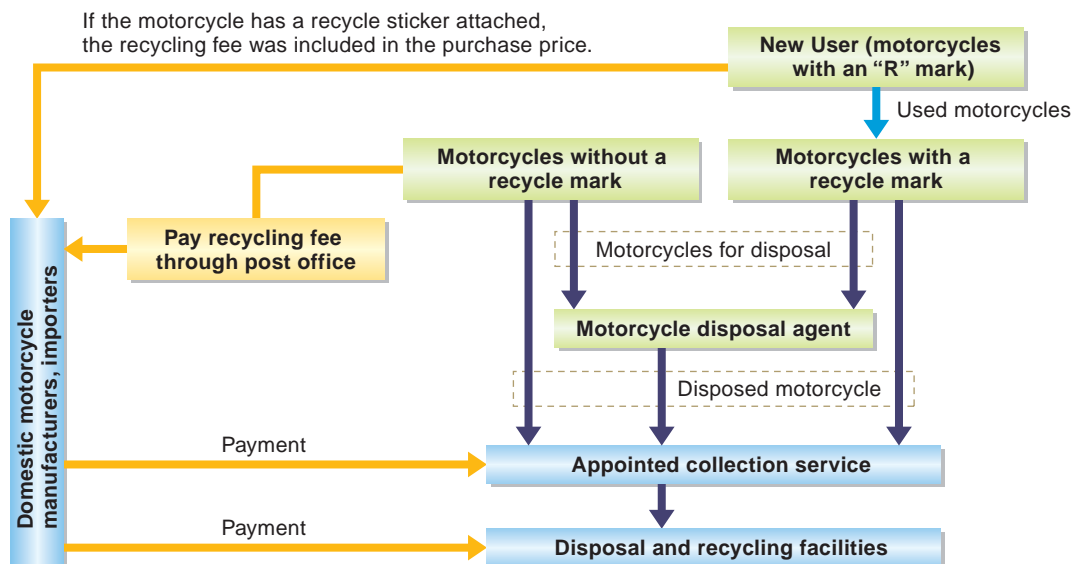 If the motorcycle has a recycle sticker attached,
the recycling fee was included in the purchase price.
New User (motorcycles
with an “R” mark)
Used motorcycles
Motorcycles without a
recycle mark
Motorcycles with a
recycle mark
Pay recycling fee
through post office
Motorcycles for disposal
Domestic motorcycle
manufacturers, importers
Motorcycle disposal agent
Disposed motorcycle
Payment
Appointed collection service
Payment
Disposal and recycling facilities